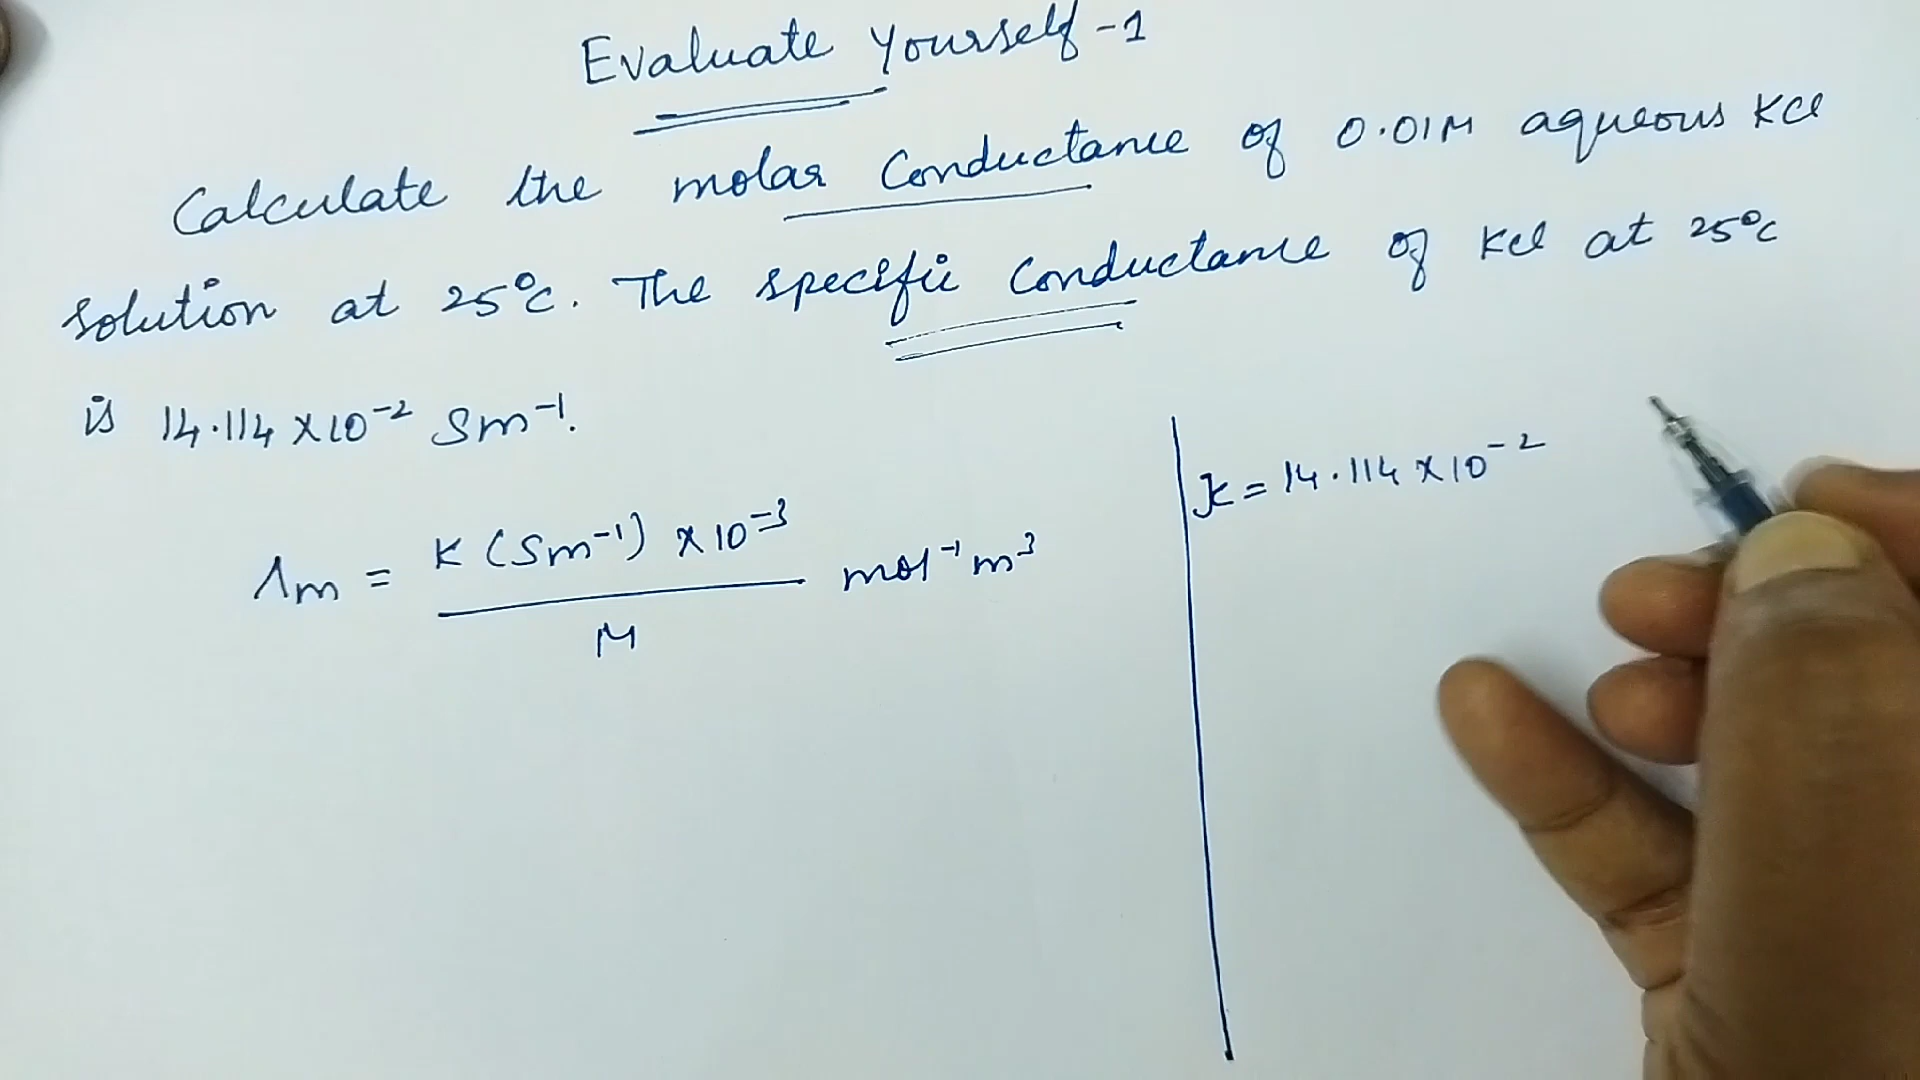 Evaluate Yourself-1
Calculate the molar Conductance of 0.01M aqueous KCl
solution at 25°C. The specific Conductance of KCl at 25°C
is 14.114 × 10⁻² Sm⁻¹.
Λm = K (Sm⁻¹) × 10⁻³ / M mol⁻¹ m³
K = 14.114 × 10⁻²